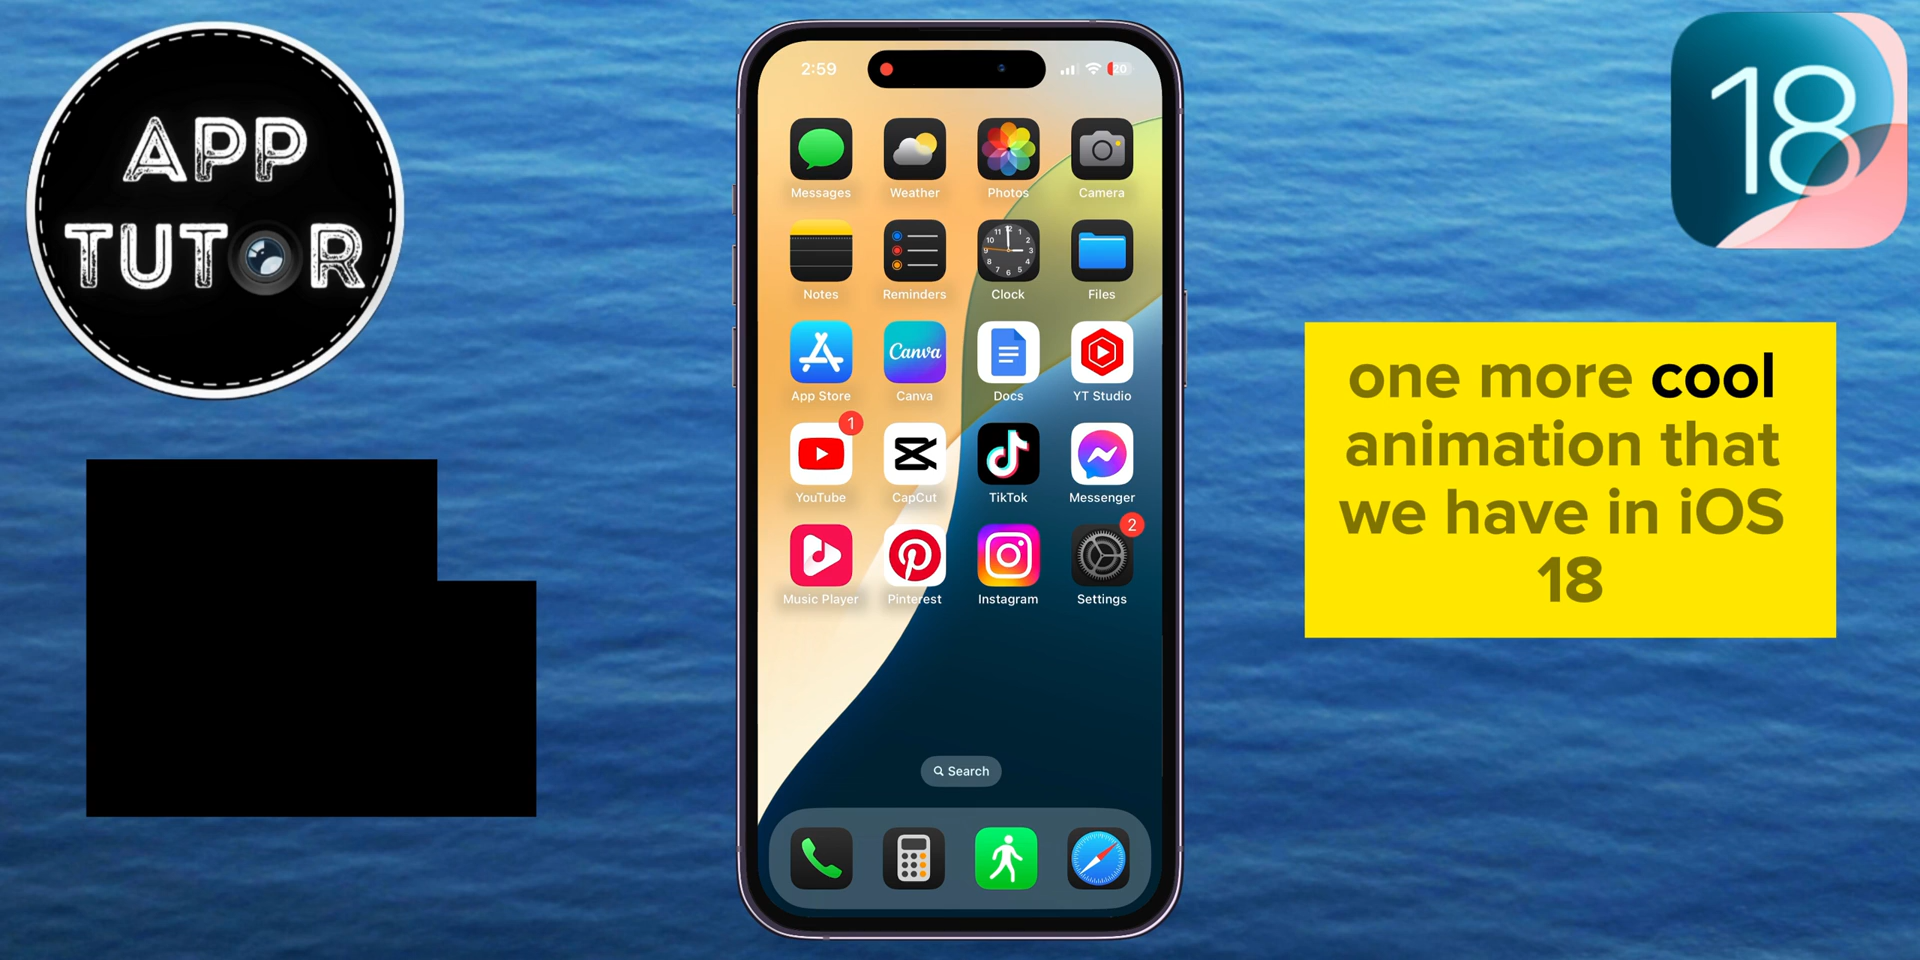 APP
TUTOR
2:59
20
Messages Weather Photos Camera
Notes Reminders Clock Files
App Store Canva Docs YT Studio
1
YouTube CapCut TikTok Messenger
2
Music Player Pinterest Instagram Settings
Search
18
one more cool
animation that
we have in iOS
18